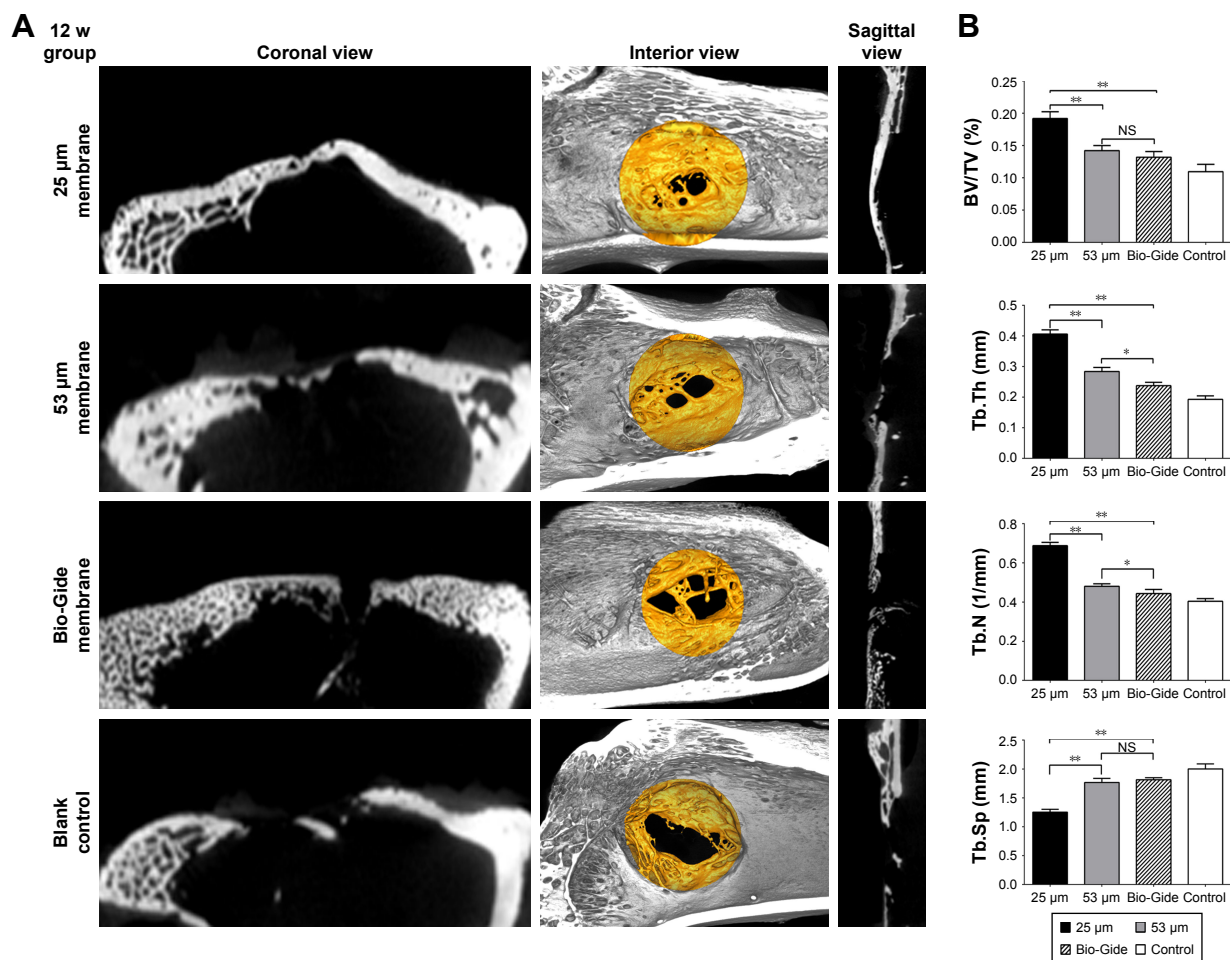 A
12 w
group
Coronal view
Interior view
Sagittal
view
25 µm
membrane
53 µm
membrane
Bio-Gide
membrane
Blank
control
B
BV/TV (%)
0.25
0.20
0.15
0.10
0.05
0.00
**
**
NS
25 µm 53 µm Bio-Gide Control
Tb.Th (mm)
0.5
0.4
0.3
0.2
0.1
0.0
**
**
*
25 µm 53 µm Bio-Gide Control
Tb.N (1/mm)
0.8
0.6
0.4
0.2
0.0
**
**
*
25 µm 53 µm Bio-Gide Control
Tb.Sp (mm)
2.5
2.0
1.5
1.0
0.5
0.0
**
**
NS
25 µm 53 µm Bio-Gide Control
25 µm 53 µm
Bio-Gide Control